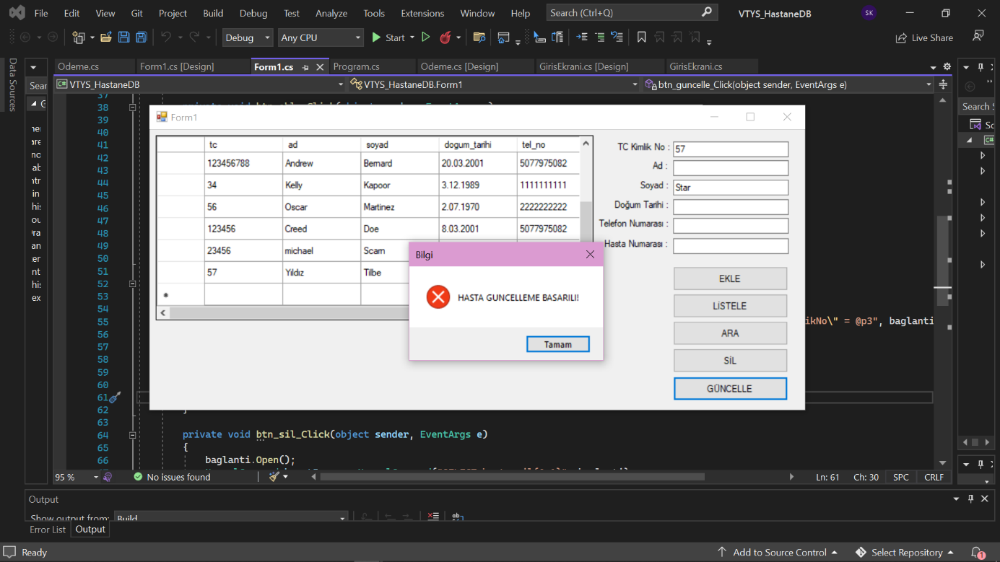 File Edit View Git Project Build Debug Test Analyze Tools Extensions Window Help Search (Ctrl+Q) VTYS_HastaneDB SK
Debug Any CPU Start Live Share
Data Sources
Odeme.cs Form1.cs [Design] Form1.cs Program.cs Odeme.cs [Design] GirisEkrani.cs [Design] GirisEkrani.cs
C# VTYS_HastaneDB VTYS_HastaneDB.Form1 btn_guncelle_Click(object sender, EventArgs e)
Sear
Search S
37
38
39
40
41
42
43
44
45
46
47
48
49
50
51
52
53
54
55 ikNo\" = @p3", baglanti
56
57
58
59
60
61
62 }
63
64 private void btn_sil_Click(object sender, EventArgs e)
65 {
66 baglanti.Open();
Form1
tc ad soyad dogum_tarihi tel_no
123456788 Andrew Bernard 20.03.2001 5077975082
34 Kelly Kapoor 3.12.1989 1111111111
56 Oscar Martinez 2.07.1970 2222222222
123456 Creed Doe 8.03.2001 5077975082
23456 michael Scarn
57 Yıldız Tilbe
*
TC Kimlik No : 57
Ad :
Soyad : Star
Doğum Tarihi :
Telefon Numarası :
Hasta Numarası :
EKLE
LİSTELE
ARA
SİL
GÜNCELLE
Bilgi
HASTA GUNCELLEME BASARILI!
Tamam
95 % No issues found Ln: 61 Ch: 30 SPC CRLF
Output
Show output from: Build
Error List Output
Ready Add to Source Control Select Repository 1